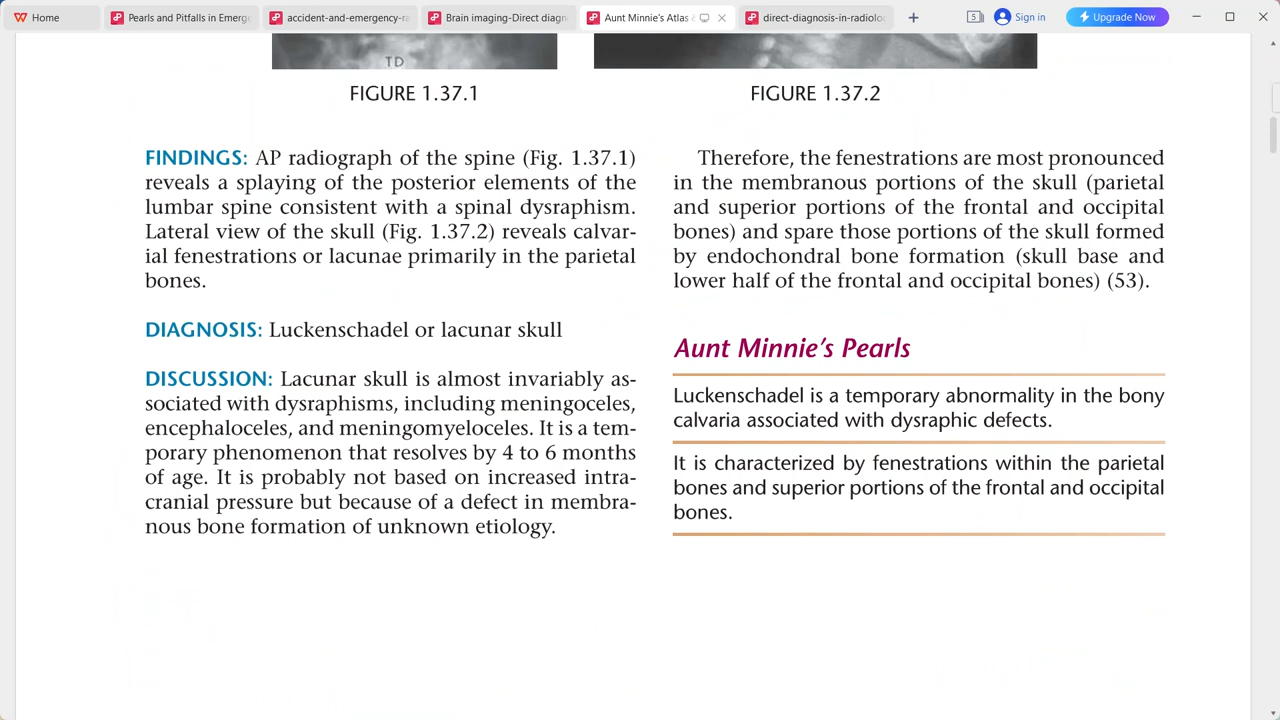 Home
Pearls and Pitfalls in Emerg
accident-and-emergency-ra
Brain imaging-Direct diagn
Aunt Minnie's Atlas &
direct-diagnosis-in-radiolo
5
Sign in
Upgrade Now
TD
FIGURE 1.37.1
FIGURE 1.37.2
FINDINGS: AP radiograph of the spine (Fig. 1.37.1)
reveals a splaying of the posterior elements of the
lumbar spine consistent with a spinal dysraphism.
Lateral view of the skull (Fig. 1.37.2) reveals calvar-
ial fenestrations or lacunae primarily in the parietal
bones.
DIAGNOSIS: Luckenschadel or lacunar skull
DISCUSSION: Lacunar skull is almost invariably as-
sociated with dysraphisms, including meningoceles,
encephaloceles, and meningomyeloceles. It is a tem-
porary phenomenon that resolves by 4 to 6 months
of age. It is probably not based on increased intra-
cranial pressure but because of a defect in membra-
nous bone formation of unknown etiology.
Therefore, the fenestrations are most pronounced
in the membranous portions of the skull (parietal
and superior portions of the frontal and occipital
bones) and spare those portions of the skull formed
by endochondral bone formation (skull base and
lower half of the frontal and occipital bones) (53).
Aunt Minnie's Pearls
Luckenschadel is a temporary abnormality in the bony
calvaria associated with dysraphic defects.
It is characterized by fenestrations within the parietal
bones and superior portions of the frontal and occipital
bones.